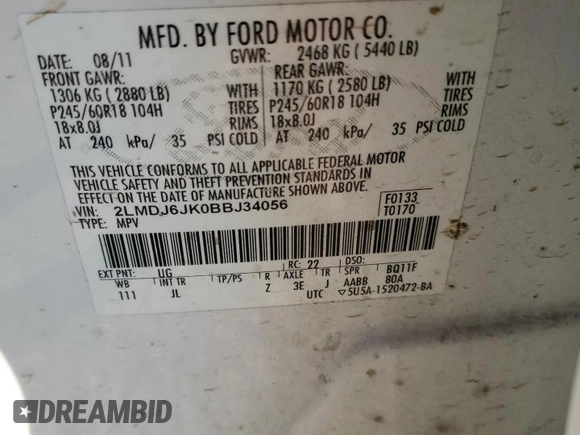 MFD. BY FORD MOTOR CO.
DATE: 08/11 GVWR: 2468 KG (5440 LB)
FRONT GAWR: REAR GAWR:
1306 KG (2880 LB) WITH 1170 KG (2580 LB) WITH
P245/60R18 104H TIRES P245/60R18 104H TIRES
18x8.0J RIMS 18x8.0J RIMS
AT 240 kPa/ 35 PSI COLD AT 240 kPa/ 35 PSI COLD
THIS VEHICLE CONFORMS TO ALL APPLICABLE FEDERAL MOTOR
VEHICLE SAFETY AND THEFT PREVENTION STANDARDS IN
EFFECT ON THE DATE OF MANUFACTURE SHOWN ABOVE.
VIN: 2LMDJ6JK0BBJ34056 F0133
TYPE: MPV T0170
EXT PNT: UG RC: 22 DSO:
WB INT TR TP/PS R AXLE TR SPR BQ11F
111 JL Z 3E J AABB 80A
UTC ▽5U5A-1520472-BA
DREAMBID